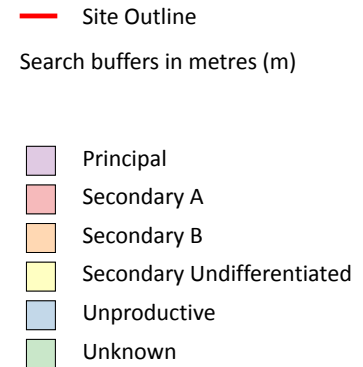 Site Outline
Search buffers in metres (m)
Principal
Secondary A
Secondary B
Secondary Undifferentiated
Unproductive
Unknown